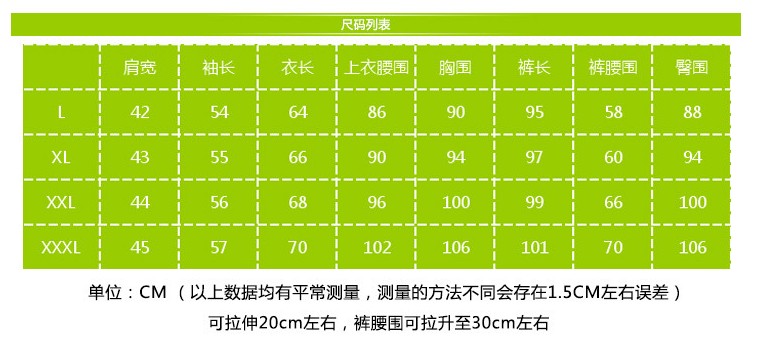 尺码列表
肩宽 袖长 衣长 上衣腰围 胸围 裤长 裤腰围 臀围
L 42 54 64 86 90 95 58 88
XL 43 55 66 90 94 97 60 94
XXL 44 56 68 96 100 99 66 100
XXXL 45 57 70 102 106 101 70 106
单位：CM （以上数据均有平常测量，测量的方法不同会存在1.5CM左右误差）
可拉伸20cm左右，裤腰围可拉升至30cm左右